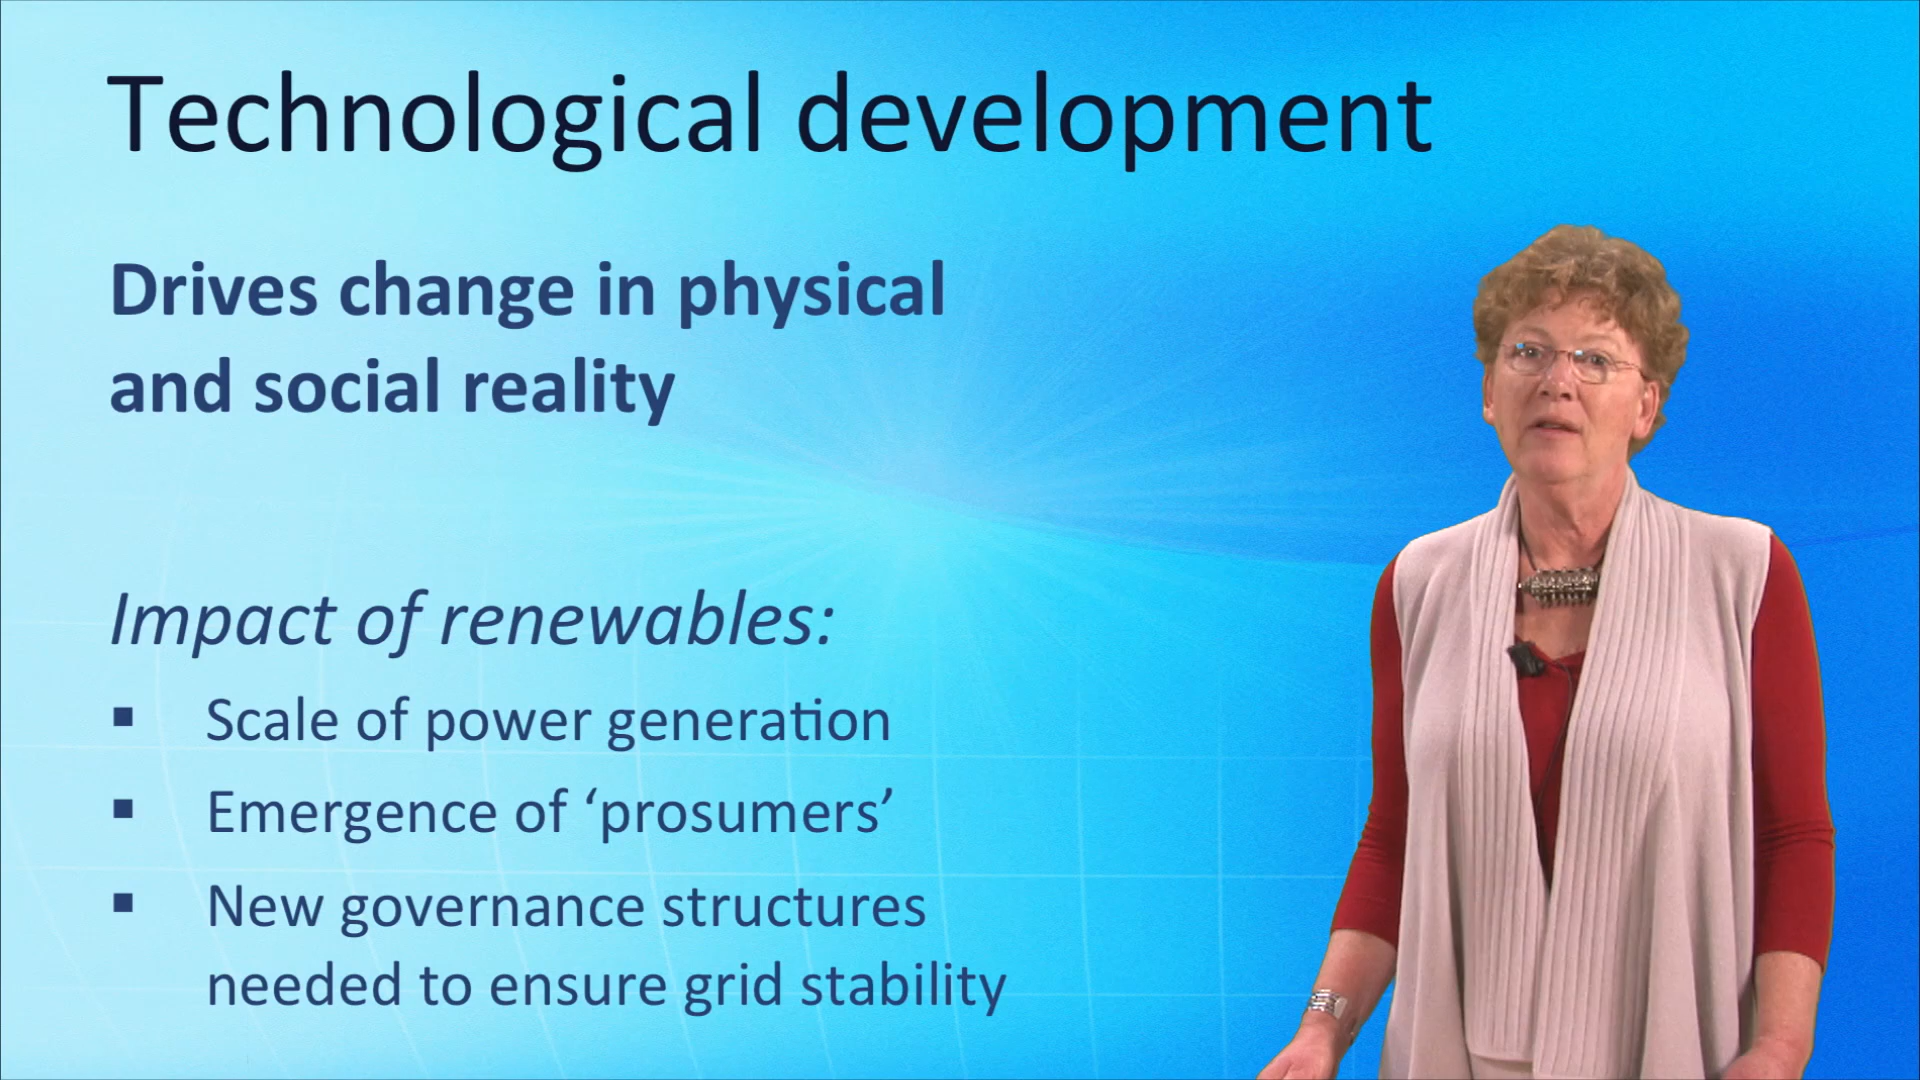 Technological development
Drives change in physical
and social reality
Impact of renewables:
▪ Scale of power generation
▪ Emergence of ‘prosumers’
▪ New governance structures
needed to ensure grid stability